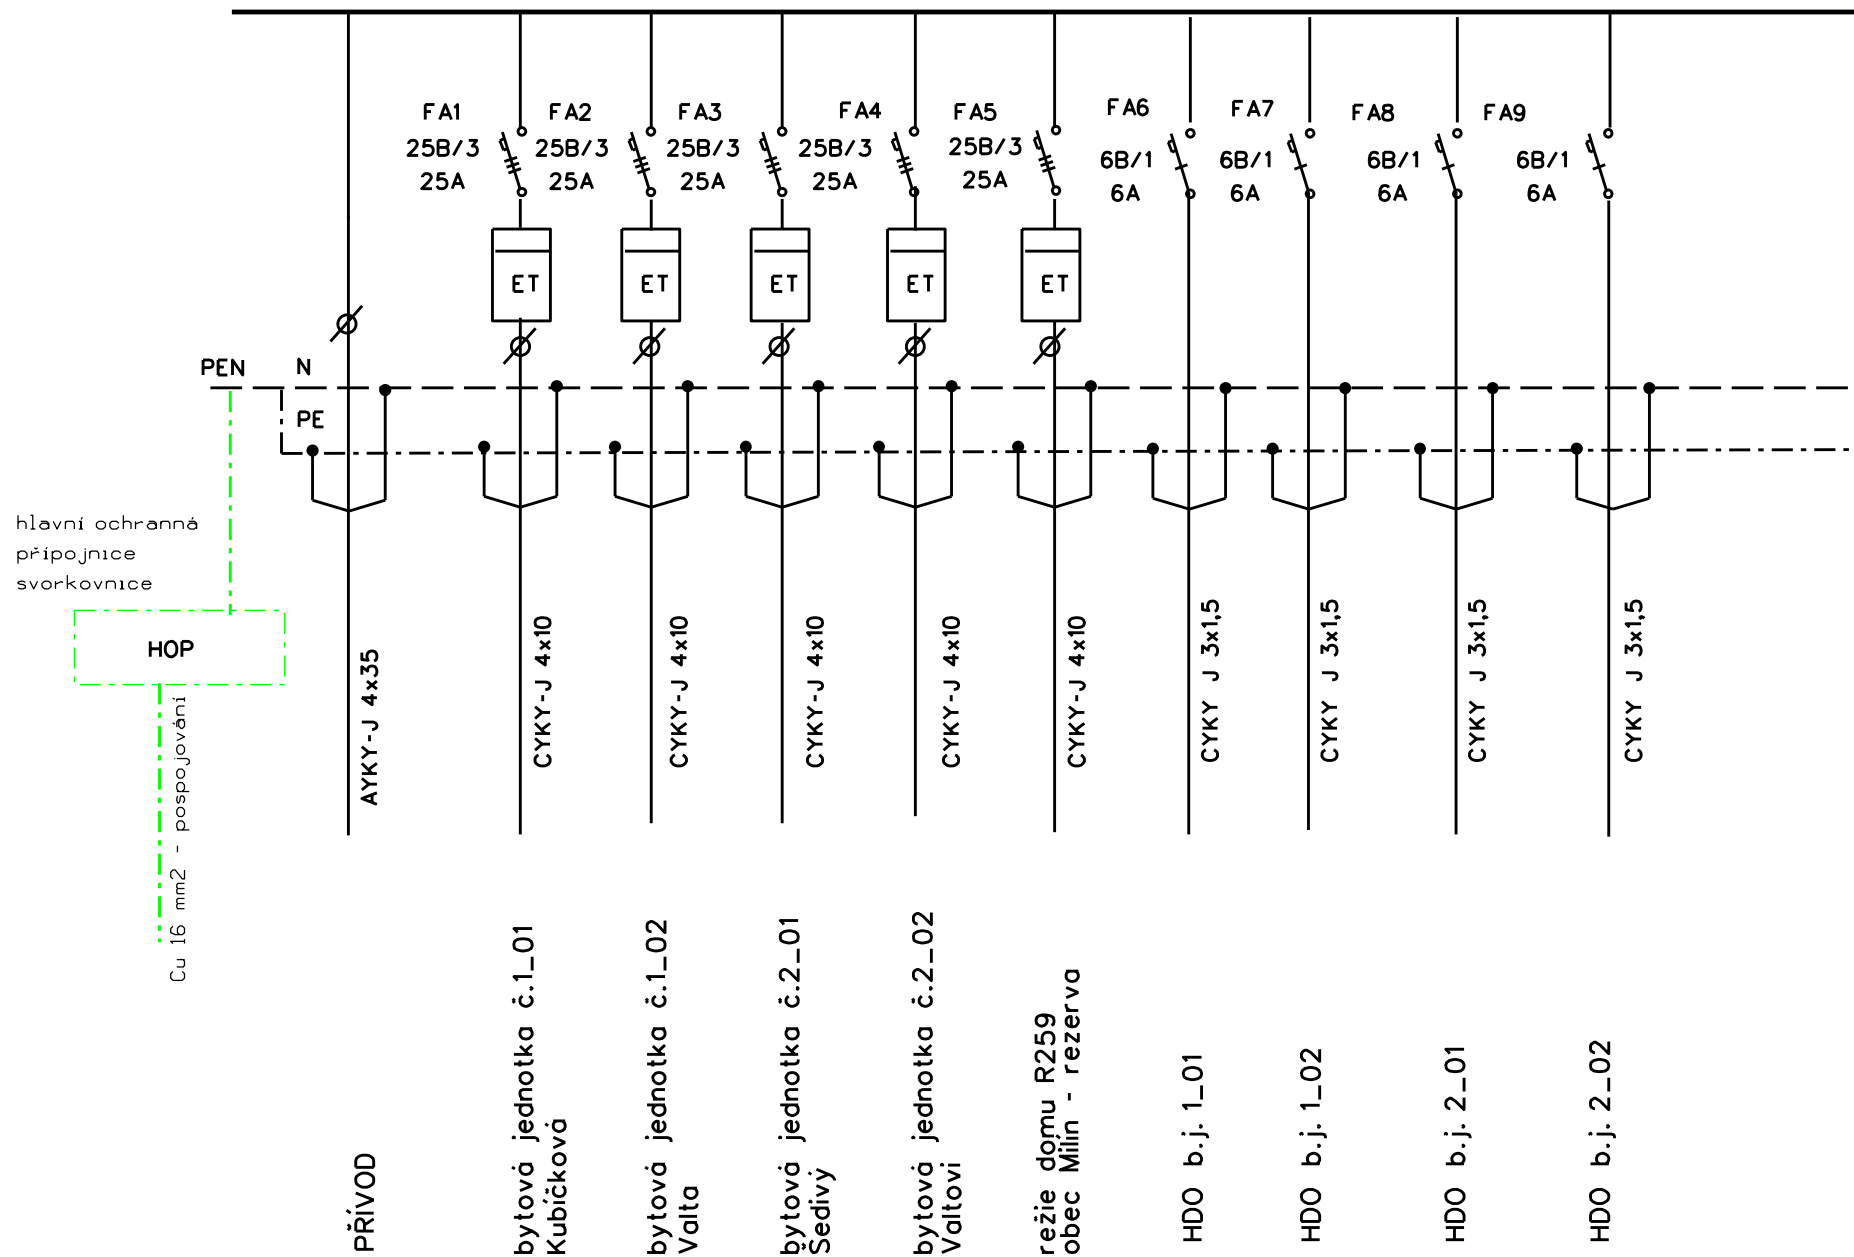 FA1
25B/3
25A
FA2
25B/3
25A
FA3
25B/3
25A
FA4
25B/3
25A
FA5
25B/3
25A
FA6
6B/1
6A
FA7
6B/1
6A
FA8
6B/1
6A
FA9
6B/1
6A
ET
ET
ET
ET
ET
PEN
N
PE
hlavní ochranná
přípojnice
svorkovnice
HOP
Cu 16 mm2 - pospojování
AYKY-J 4x35
CYKY-J 4x10
CYKY-J 4x10
CYKY-J 4x10
CYKY-J 4x10
CYKY-J 4x10
CYKY J 3x1,5
CYKY J 3x1,5
CYKY J 3x1,5
CYKY J 3x1,5
PŘÍVOD
bytová jednotka č.1_01
Kubíčková
bytová jednotka č.1_02
Valta
bytová jednotka č.2_01
Šedivý
bytová jednotka č.2_02
Valtovi
režie domu R259
obec Milín - rezerva
HDO b.j. 1_01
HDO b.j. 1_02
HDO b.j. 2_01
HDO b.j. 2_02